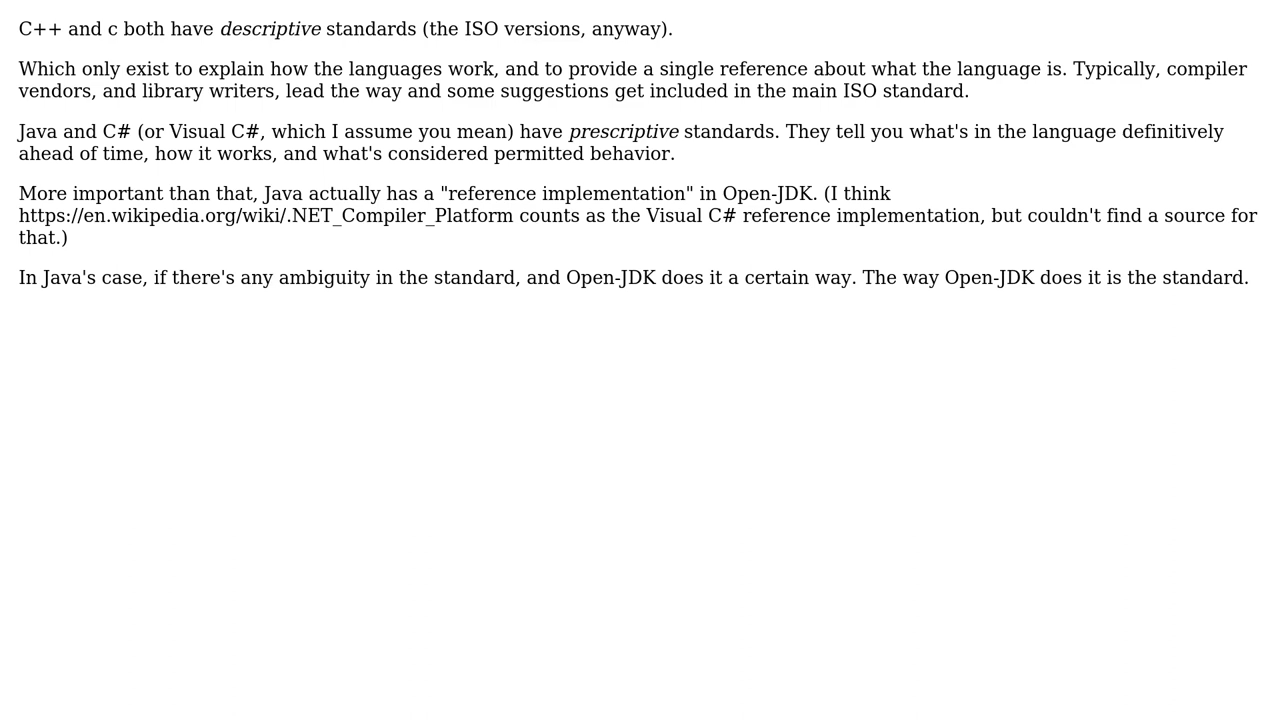 C++ and c both have descriptive standards (the ISO versions, anyway).
Which only exist to explain how the languages work, and to provide a single reference about what the language is. Typically, compiler
vendors, and library writers, lead the way and some suggestions get included in the main ISO standard.
Java and C# (or Visual C#, which I assume you mean) have prescriptive standards. They tell you what's in the language definitively
ahead of time, how it works, and what's considered permitted behavior.
More important than that, Java actually has a "reference implementation" in Open-JDK. (I think
https://en.wikipedia.org/wiki/.NET_Compiler_Platform counts as the Visual C# reference implementation, but couldn't find a source for
that.)
In Java's case, if there's any ambiguity in the standard, and Open-JDK does it a certain way. The way Open-JDK does it is the standard.